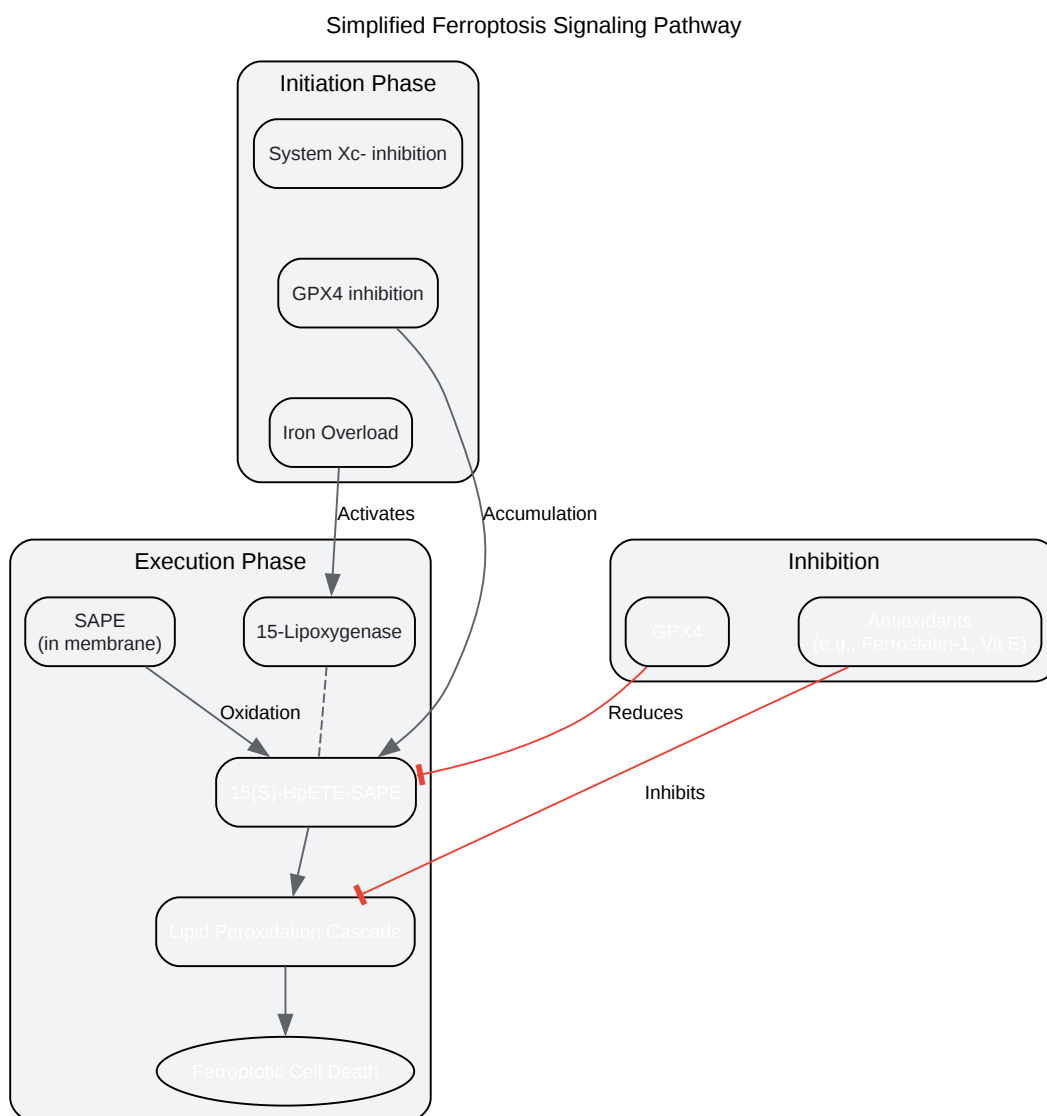 Simplified Ferroptosis Signaling Pathway
Initiation Phase
System Xc- inhibition
GPX4 inhibition
Iron Overload
Activates
Accumulation
Execution Phase
Inhibition
SAPE
(in membrane)
15-Lipoxygenase
GPX4
Antioxidants
(e.g., Ferrostatin-1, Vit E)
Oxidation
Reduces
15(S)-HpETE-SAPE
Inhibits
Lipid Peroxidation Cascade
Ferroptotic Cell Death